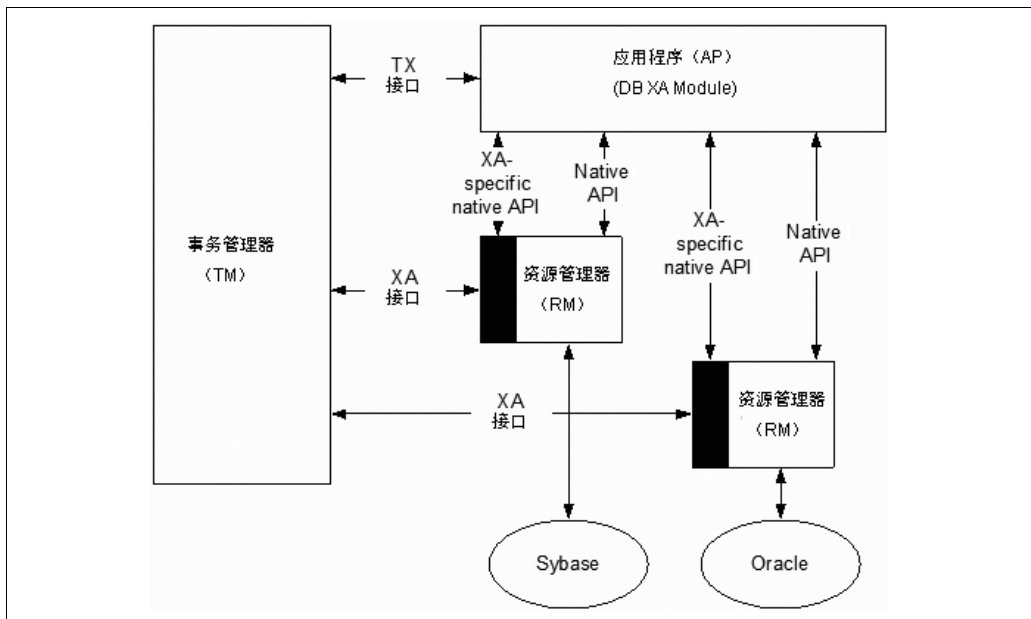 TX
接口
应用程序（AP）
(DB XA Module)
XA-
specific
native API
Native
API
XA-
specific
native API
Native
API
事务管理器
（TM）
XA
接口
资源管理器
（RM）
XA
接口
资源管理器
（RM）
Sybase
Oracle